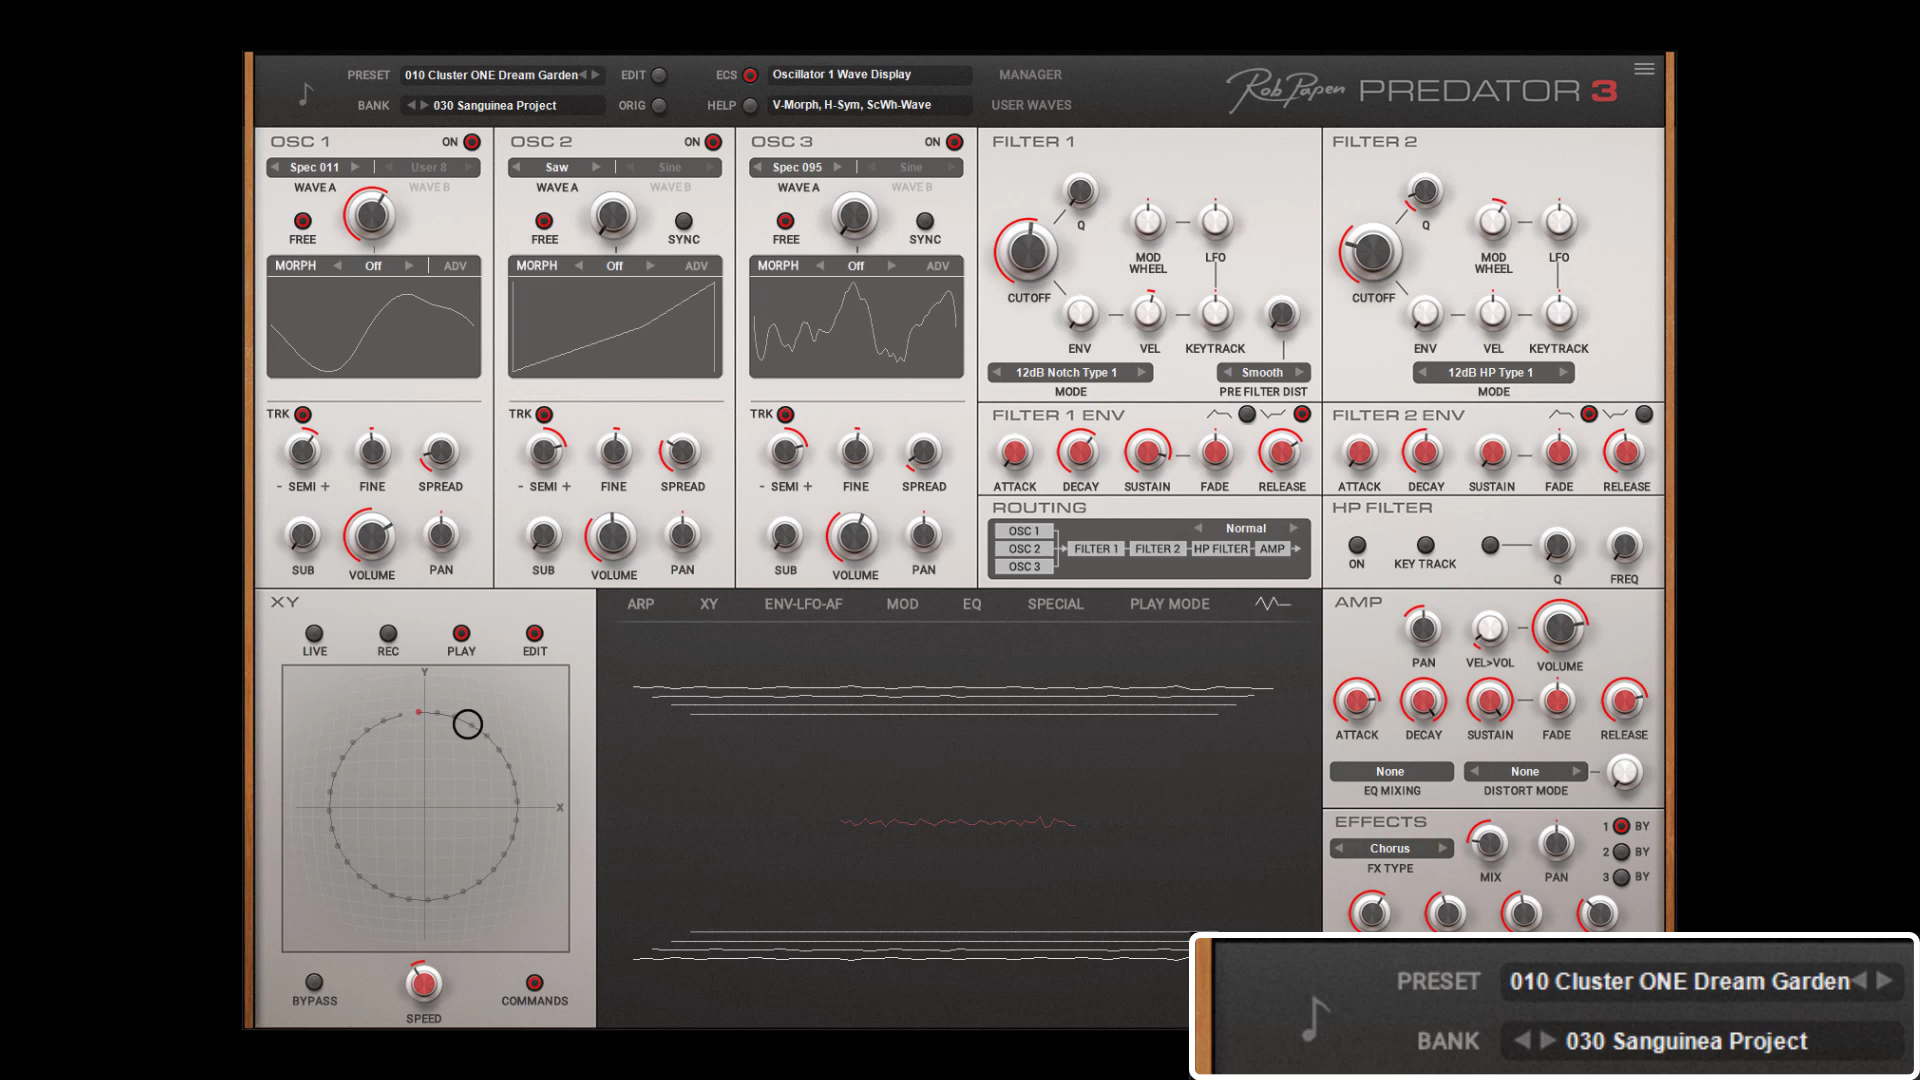 PRESET 010 Cluster ONE Dream Garden EDIT ECS Oscillator 1 Wave Display MANAGER
BANK 030 Sanguinea Project ORIG HELP V-Morph, H-Sym, ScWh-Wave USER WAVES
Rob Papen PREDATOR 3
OSC 1 ON
Spec 011 User 8
WAVE A WAVE B
FREE
MORPH Off ADV
TRK
- SEMI + FINE SPREAD
SUB VOLUME PAN
OSC 2 ON
Saw Sine
WAVE A WAVE B
FREE SYNC
MORPH Off ADV
TRK
- SEMI + FINE SPREAD
SUB VOLUME PAN
OSC 3 ON
Spec 095 Sine
WAVE A WAVE B
FREE SYNC
MORPH Off ADV
TRK
- SEMI + FINE SPREAD
SUB VOLUME PAN
FILTER 1
Q
MOD WHEEL LFO
CUTOFF
ENV VEL KEYTRACK
12dB Notch Type 1 Smooth
MODE PRE FILTER DIST
FILTER 2
Q
MOD WHEEL LFO
CUTOFF
ENV VEL KEYTRACK
12dB HP Type 1
MODE
FILTER 1 ENV
ATTACK DECAY SUSTAIN FADE RELEASE
FILTER 2 ENV
ATTACK DECAY SUSTAIN FADE RELEASE
ROUTING
Normal
OSC 1
OSC 2 FILTER 1 FILTER 2 HP FILTER AMP
OSC 3
HP FILTER
ON KEY TRACK Q FREQ
XY
LIVE REC PLAY EDIT
Y
X
BYPASS SPEED COMMANDS
ARP XY ENV-LFO-AF MOD EQ SPECIAL PLAY MODE
AMP
PAN VEL>VOL VOLUME
ATTACK DECAY SUSTAIN FADE RELEASE
None None
EQ MIXING DISTORT MODE
EFFECTS
1 BY
Chorus
2 BY
FX TYPE MIX PAN
3 BY
PRESET 010 Cluster ONE Dream Garden
BANK 030 Sanguinea Project